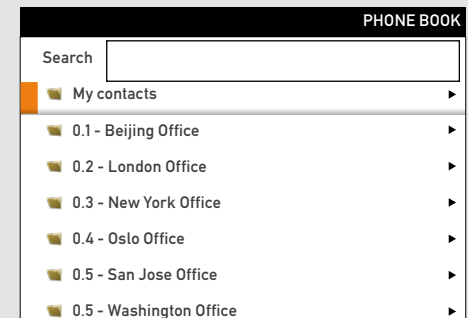 PHONE BOOK
Search
My contacts
0.1 - Beijing Office
0.2 - London Office
0.3 - New York Office
0.4 - Oslo Office
0.5 - San Jose Office
0.5 - Washington Office